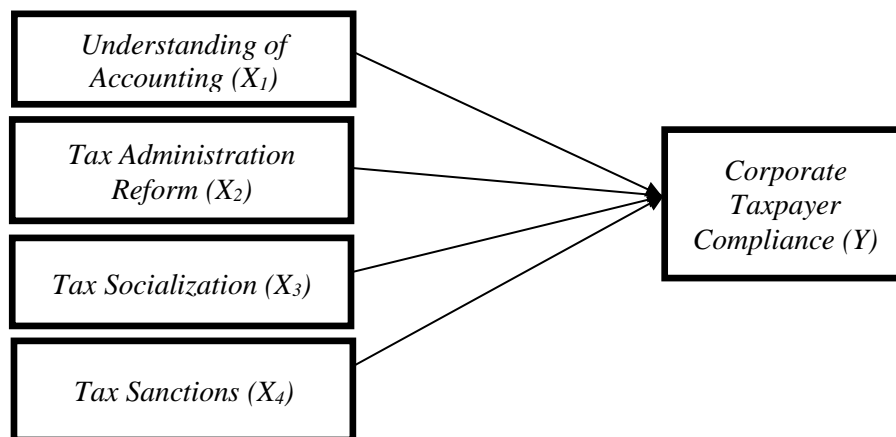 Understanding of
Accounting (X₁)
Tax Administration
Reform (X₂)
Tax Socialization (X₃)
Tax Sanctions (X₄)
Corporate
Taxpayer
Compliance (Y)